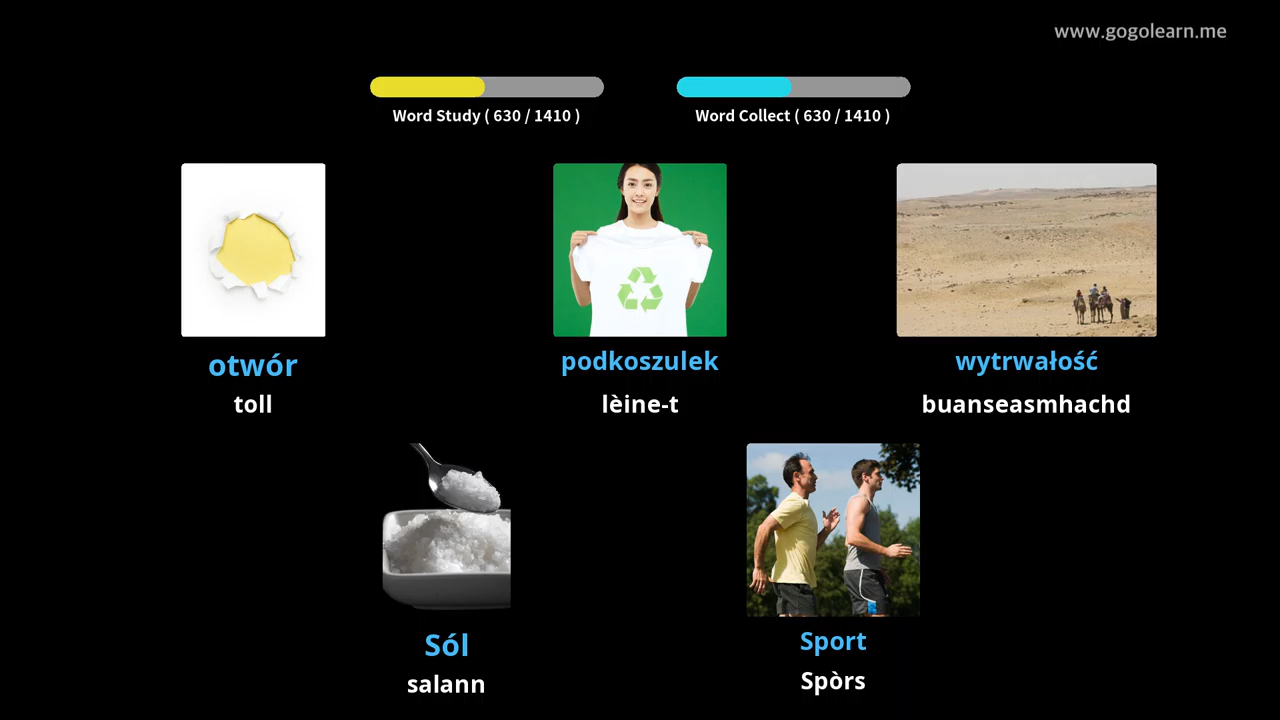 www.gogolearn.me
Word Study ( 630 / 1410 )
Word Collect ( 630 / 1410 )
otwór
podkoszulek
wytrwałość
toll
lèine-t
buanseasmhachd
Sól
Sport
salann
Spòrs